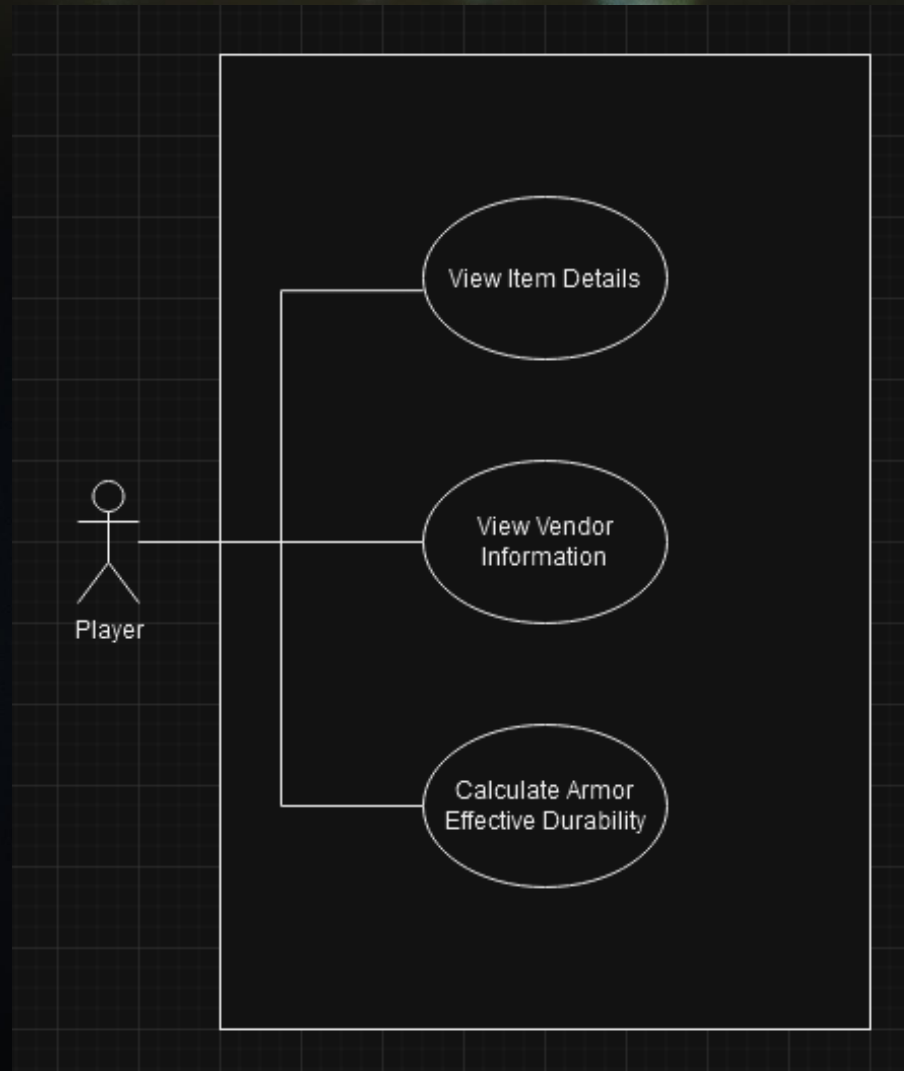 View Item Details
View Vendor
Information
Player
Calculate Armor
Effective Durability